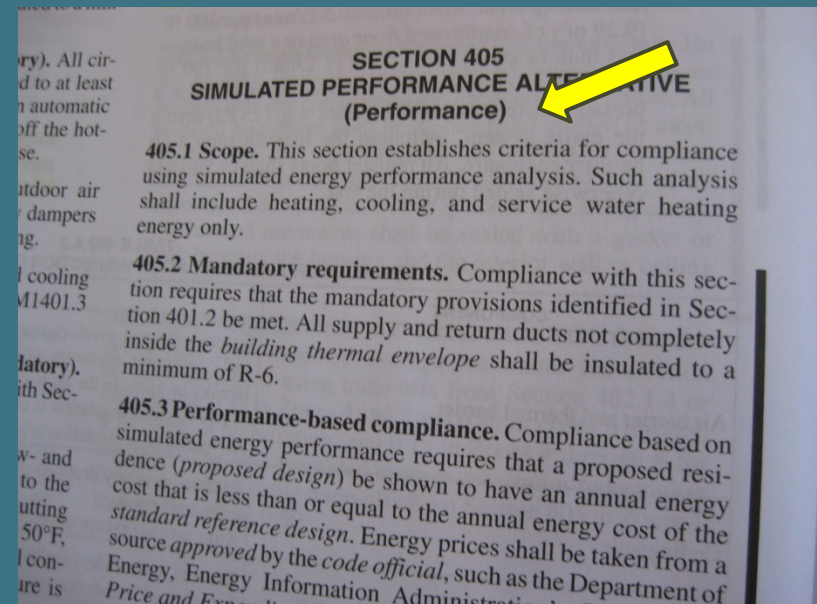 ory). All cir-
d to at least
n automatic
off the hot-
se.
utdoor air
dampers
ng.
d cooling
M1401.3
datory).
ith Sec-
w- and
to the
utting
50°F,
l con-
ure is
SECTION 405
SIMULATED PERFORMANCE ALTERNATIVE
(Performance)
405.1 Scope. This section establishes criteria for compliance
using simulated energy performance analysis. Such analysis
shall include heating, cooling, and service water heating
energy only.
405.2 Mandatory requirements. Compliance with this sec-
tion requires that the mandatory provisions identified in Sec-
tion 401.2 be met. All supply and return ducts not completely
inside the building thermal envelope shall be insulated to a
minimum of R-6.
405.3 Performance-based compliance. Compliance based on
simulated energy performance requires that a proposed resi-
dence (proposed design) be shown to have an annual energy
cost that is less than or equal to the annual energy cost of the
standard reference design. Energy prices shall be taken from a
source approved by the code official, such as the Department of
Energy, Energy Information
Price and